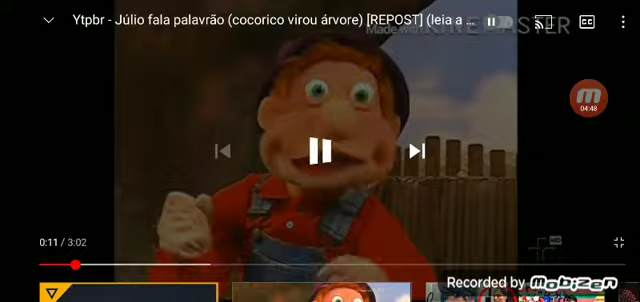 Ytpbr - Júlio fala palavrão (cocorico virou árvore) [REPOST] (leia a ...
Made with KINEMASTER
04:48
0:11 / 3:02
HD
Recorded by Mobizen